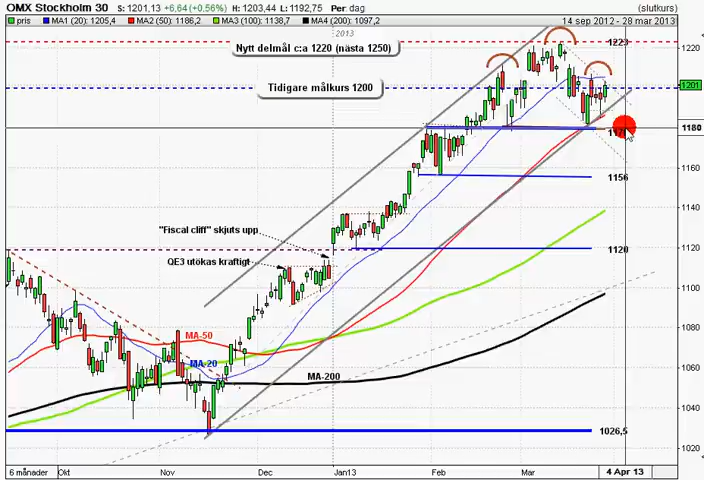 OMX Stockholm 30 S: 1201,13 +6,64 (+0,56%) H: 1203,44 L: 1192,75 Per: dag (slutkurs)
pris MA1 (20): 1205,4 MA2 (50): 1186,2 MA3 (100): 1138,7 MA4 (200): 1097,2 14 sep 2012 - 28 mar 2013
2013
1223
Nytt delmål c:a 1220 (nästa 1250)
1220
Tidigare målkurs 1200
1201
1180
1160
1156
1140
"Fiscal cliff" skjuts upp
1120
1120
QE3 utökas kraftigt
1100
1080
MA-50
1060
MA-20
MA-200
1040
1026,5
1020
6 månader Okt Nov Dec Jan13 Feb Mar 4 Apr 13